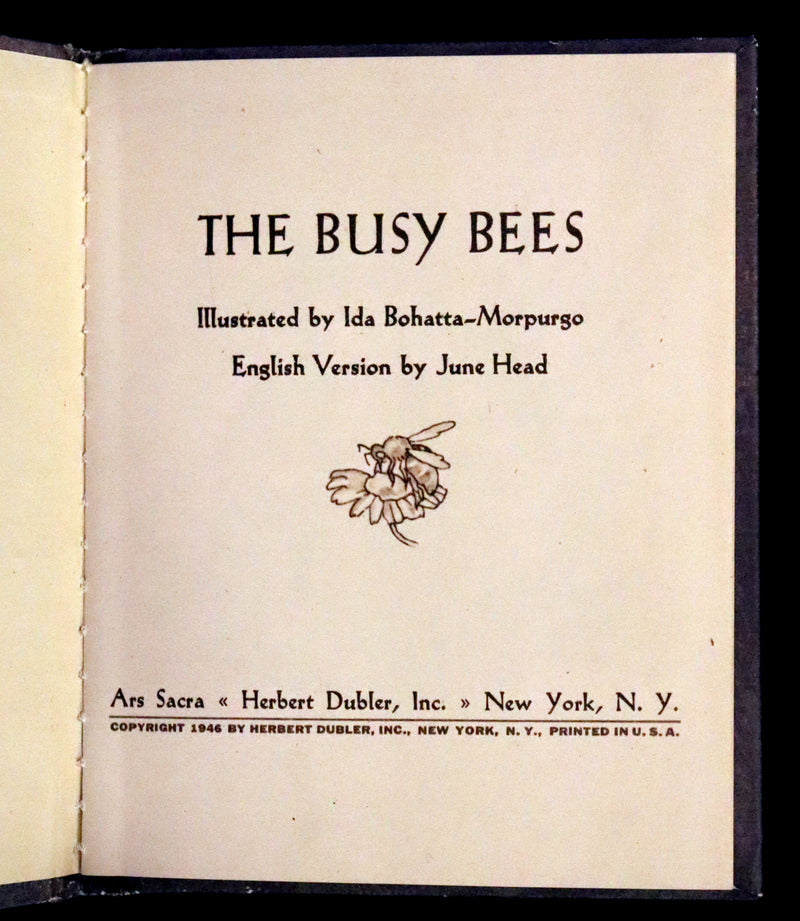 THE BUSY BEES
Illustrated by Ida Bohatta-Morpurgo
English Version by June Head
Ars Sacra « Herbert Dubler, Inc. » New York, N. Y.
COPYRIGHT 1946 BY HERBERT DUBLER, INC., NEW YORK, N. Y., PRINTED IN U. S. A.